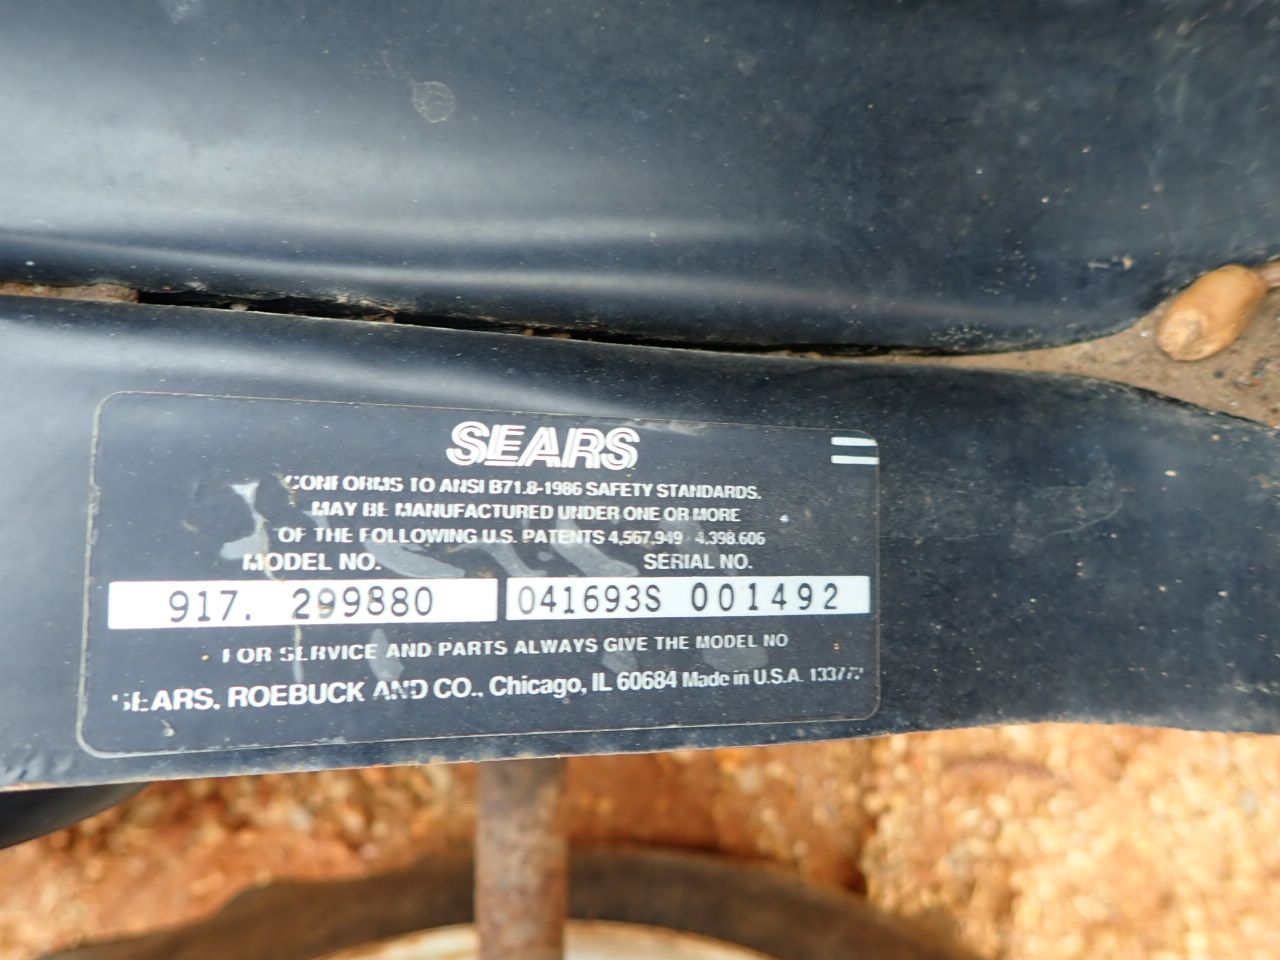 SEARS
CONFORMS TO ANSI B71.8-1986 SAFETY STANDARDS.
MAY BE MANUFACTURED UNDER ONE OR MORE
OF THE FOLLOWING U.S. PATENTS 4,567,949 4,398,606
MODEL NO. SERIAL NO.
917. 299880 041693S 001492
FOR SERVICE AND PARTS ALWAYS GIVE THE MODEL NO
SEARS, ROEBUCK AND CO., Chicago, IL 60684 Made in U.S.A.